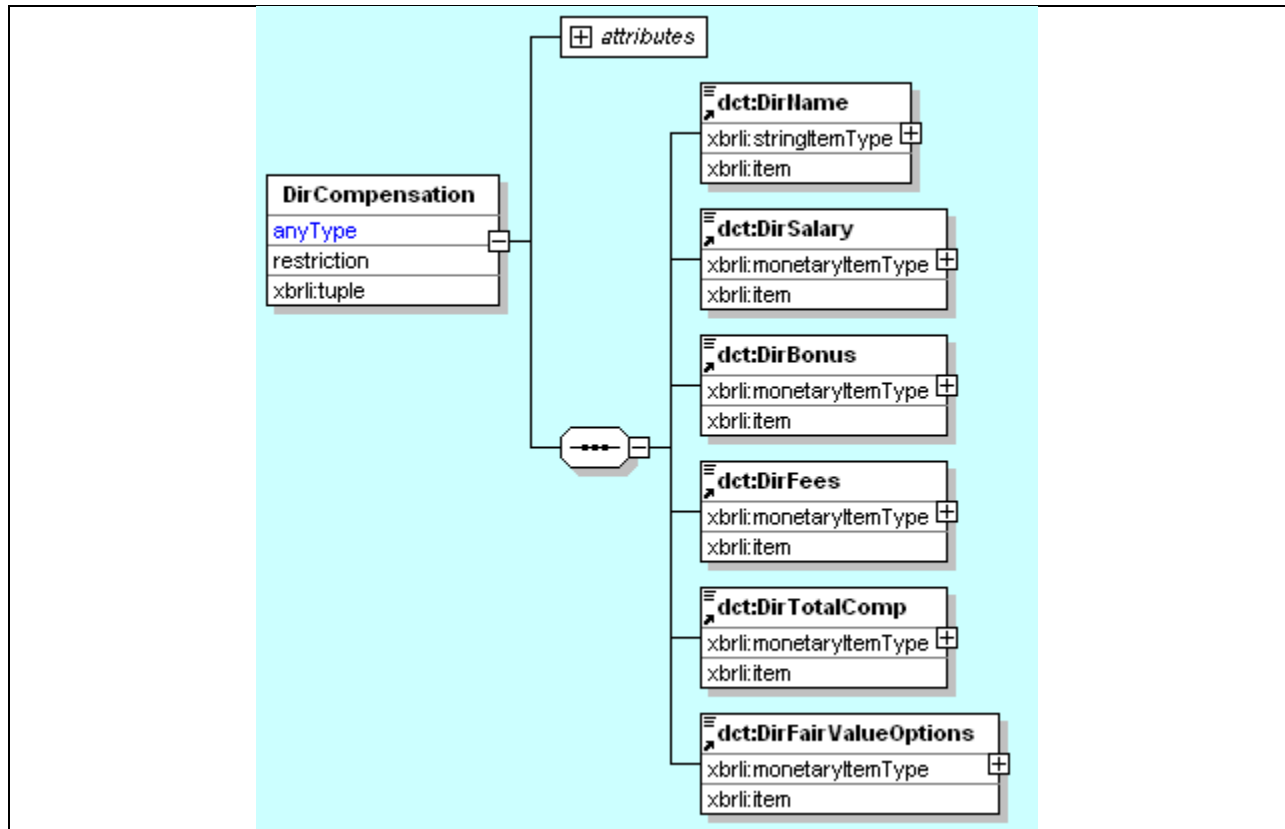 attributes
dct:DirName
xbrli:stringItemType
xbrli:item
DirCompensation
anyType
restriction
xbrli:tuple
dct:DirSalary
xbrli:monetaryItemType
xbrli:item
dct:DirBonus
xbrli:monetaryItemType
xbrli:item
dct:DirFees
xbrli:monetaryItemType
xbrli:item
dct:DirTotalComp
xbrli:monetaryItemType
xbrli:item
dct:DirFairValueOptions
xbrli:monetaryItemType
xbrli:item